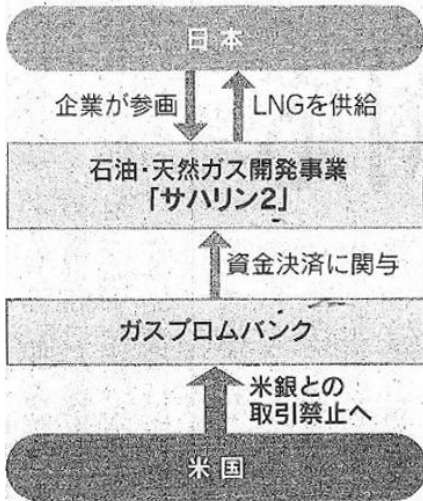 日本
企業が参画
LNGを供給
石油・天然ガス開発事業
「サハリン2」
資金決済に関与
ガスプロムバンク
米銀との
取引禁止へ
米国